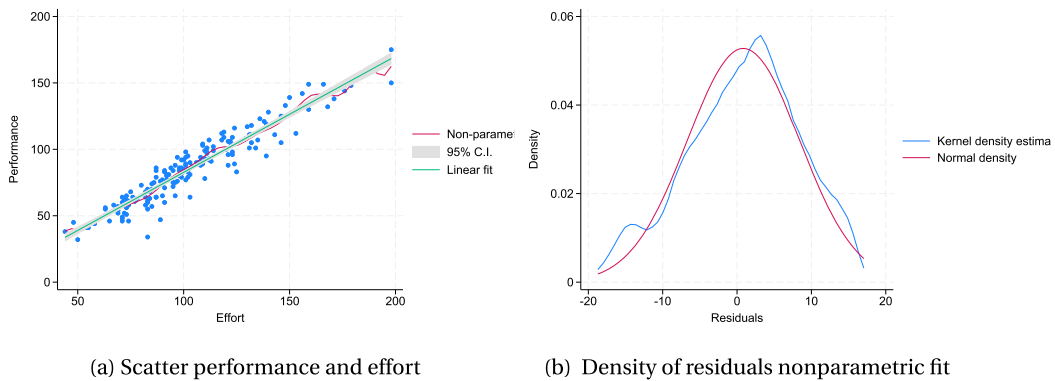 200
150
100
50
0
Performance
50
100
150
200
Effort
Non-paramet
95% C.I.
Linear fit
(a) Scatter performance and effort
0.06
0.04
0.02
0
Density
-20
-10
0
10
20
Residuals
Kernel density estima
Normal density
(b) Density of residuals nonparametric fit